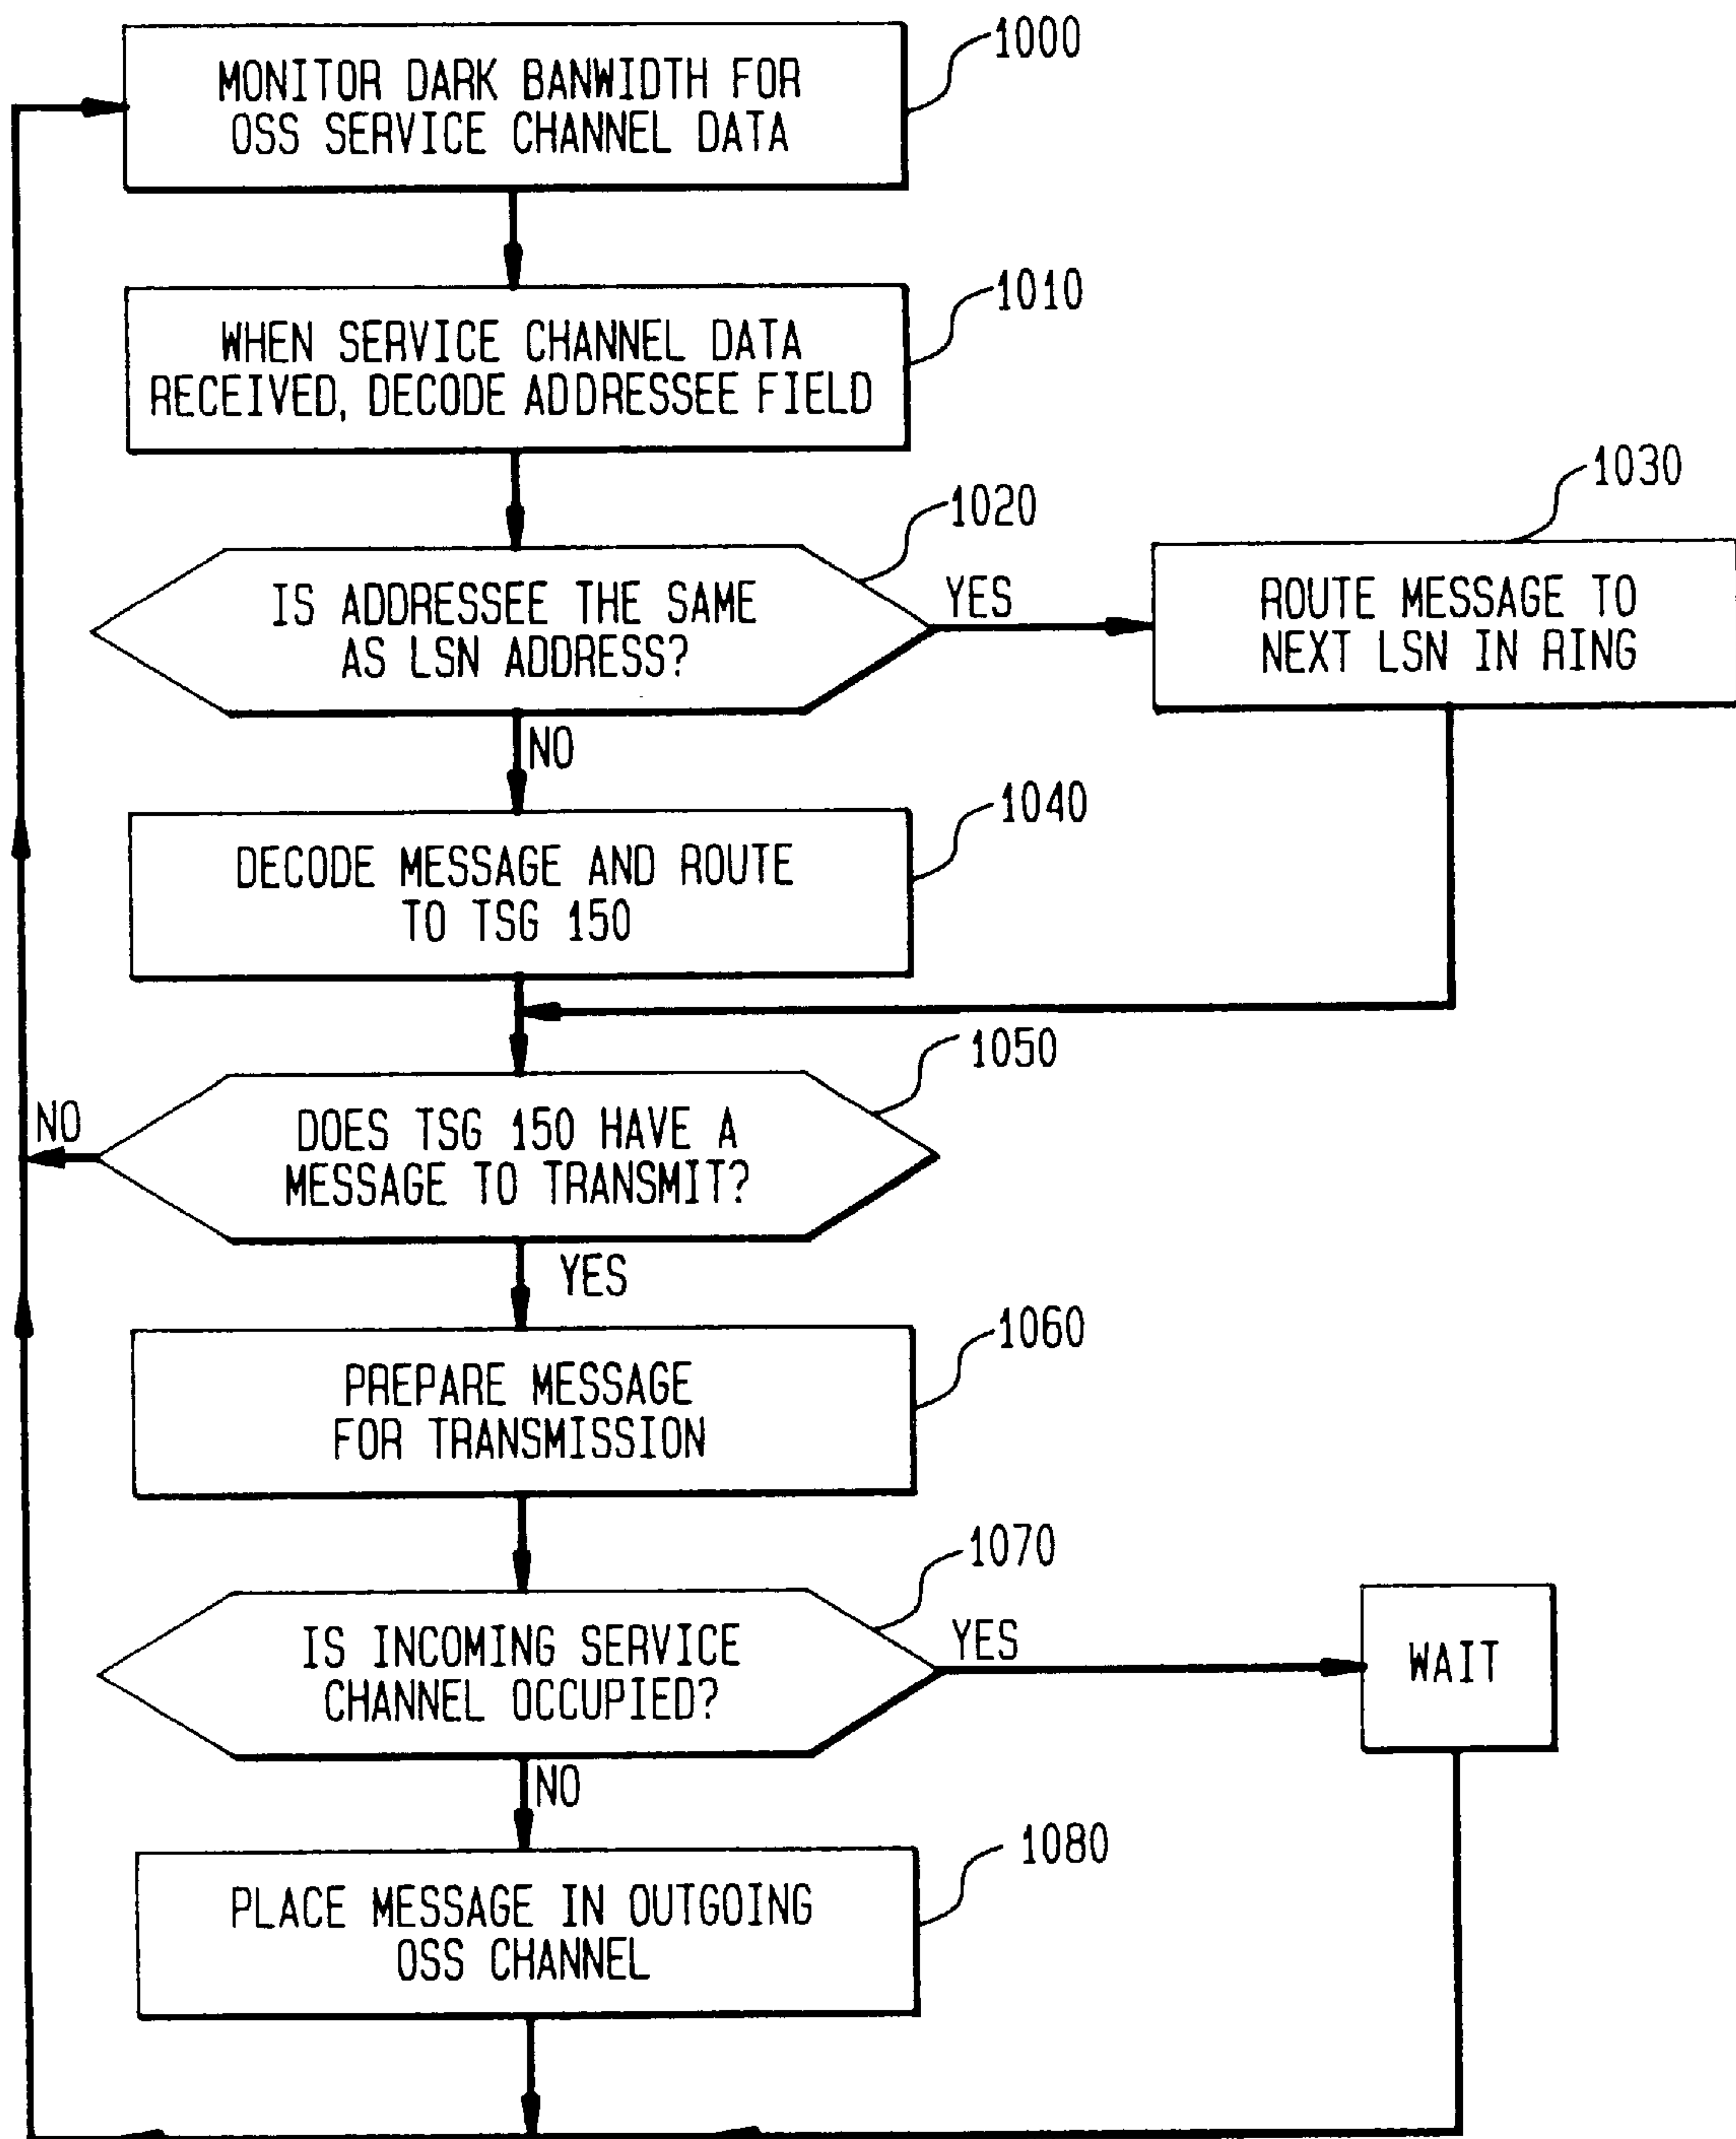 1000
MONITOR DARK BANWIDTH FOR
OSS SERVICE CHANNEL DATA
1010
WHEN SERVICE CHANNEL DATA
RECEIVED, DECODE ADDRESSEE FIELD
1020
IS ADDRESSEE THE SAME
AS LSN ADDRESS?
YES
1030
ROUTE MESSAGE TO
NEXT LSN IN RING
NO
1040
DECODE MESSAGE AND ROUTE
TO TSG 150
1050
DOES TSG 150 HAVE A
MESSAGE TO TRANSMIT?
NO
YES
1060
PREPARE MESSAGE
FOR TRANSMISSION
1070
IS INCOMING SERVICE
CHANNEL OCCUPIED?
YES
WAIT
NO
1080
PLACE MESSAGE IN OUTGOING
OSS CHANNEL